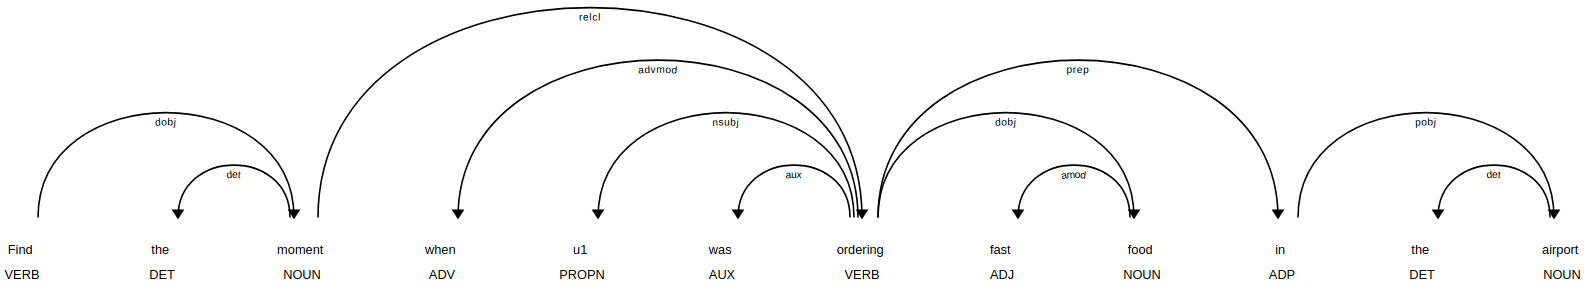 relcl
advmod prep
dobj nsubj dobj pobj
det aux amod det
Find the moment when u1 was ordering fast food in the airport
VERB DET NOUN ADV PROPN AUX VERB ADJ NOUN ADP DET NOUN